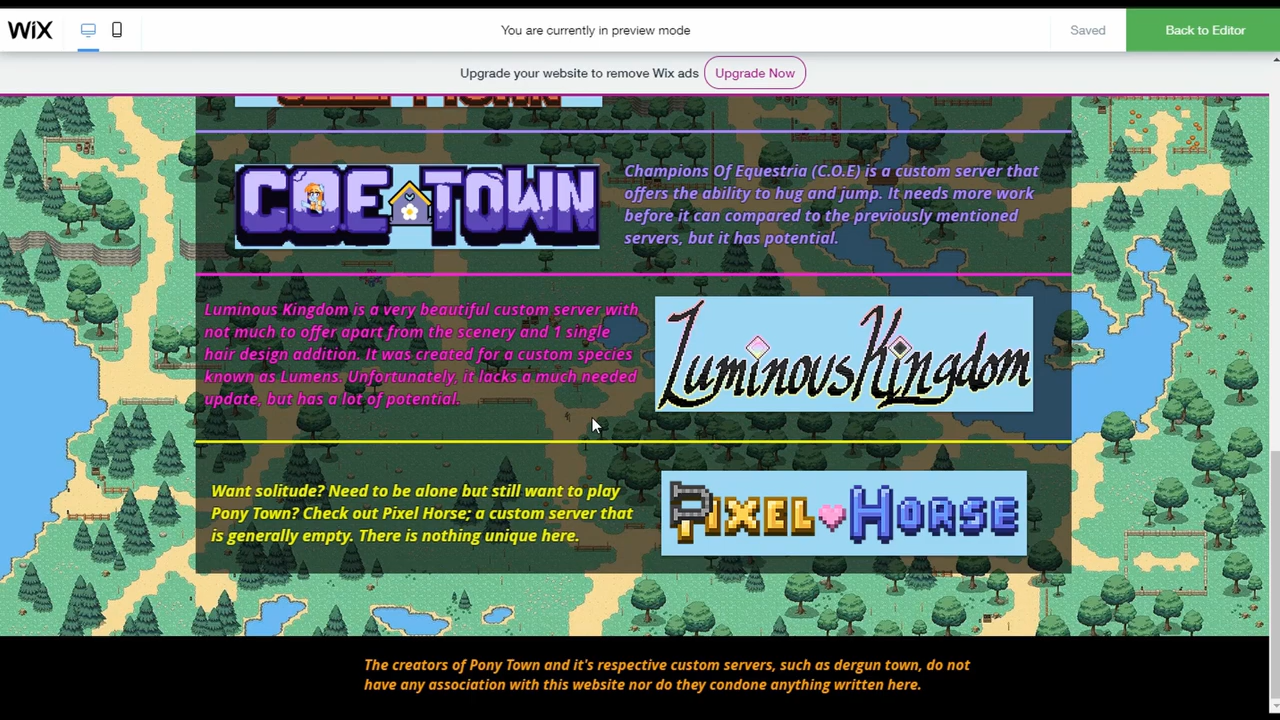 WiX
You are currently in preview mode
Saved
Back to Editor
Upgrade your website to remove Wix ads
Upgrade Now
COE TOWN
Champions Of Equestria (C.O.E) is a custom server that
offers the ability to hug and jump. It needs more work
before it can compared to the previously mentioned
servers, but it has potential.
Luminous Kingdom is a very beautiful custom server with
not much to offer apart from the scenery and 1 single
hair design addition. It was created for a custom species
known as Lumens. Unfortunately, it lacks a much needed
update, but has a lot of potential.
Luminous Kingdom
Want solitude? Need to be alone but still want to play
Pony Town? Check out Pixel Horse; a custom server that
is generally empty. There is nothing unique here.
PIXEL HORSE
The creators of Pony Town and it's respective custom servers, such as dergun town, do not
have any association with this website nor do they condone anything written here.